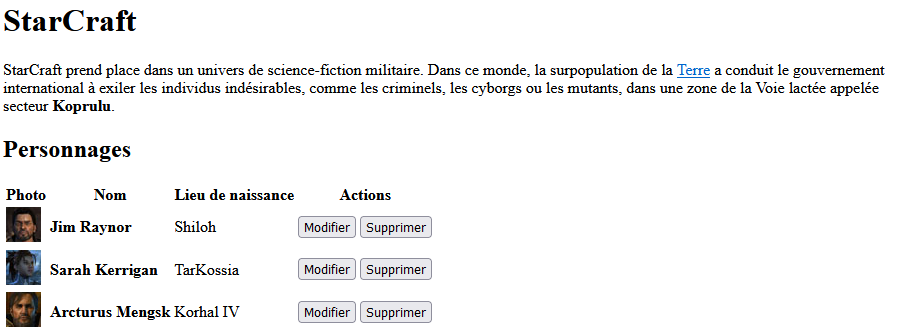 StarCraft
StarCraft prend place dans un univers de science-fiction militaire. Dans ce monde, la surpopulation de la Terre a conduit le gouvernement
international à exiler les individus indésirables, comme les criminels, les cyborgs ou les mutants, dans une zone de la Voie lactée appelée
secteur Koprulu.
Personnages
Photo Nom Lieu de naissance Actions
Jim Raynor Shiloh Modifier Supprimer
Sarah Kerrigan TarKossia Modifier Supprimer
Arcturus Mengsk Korhal IV Modifier Supprimer